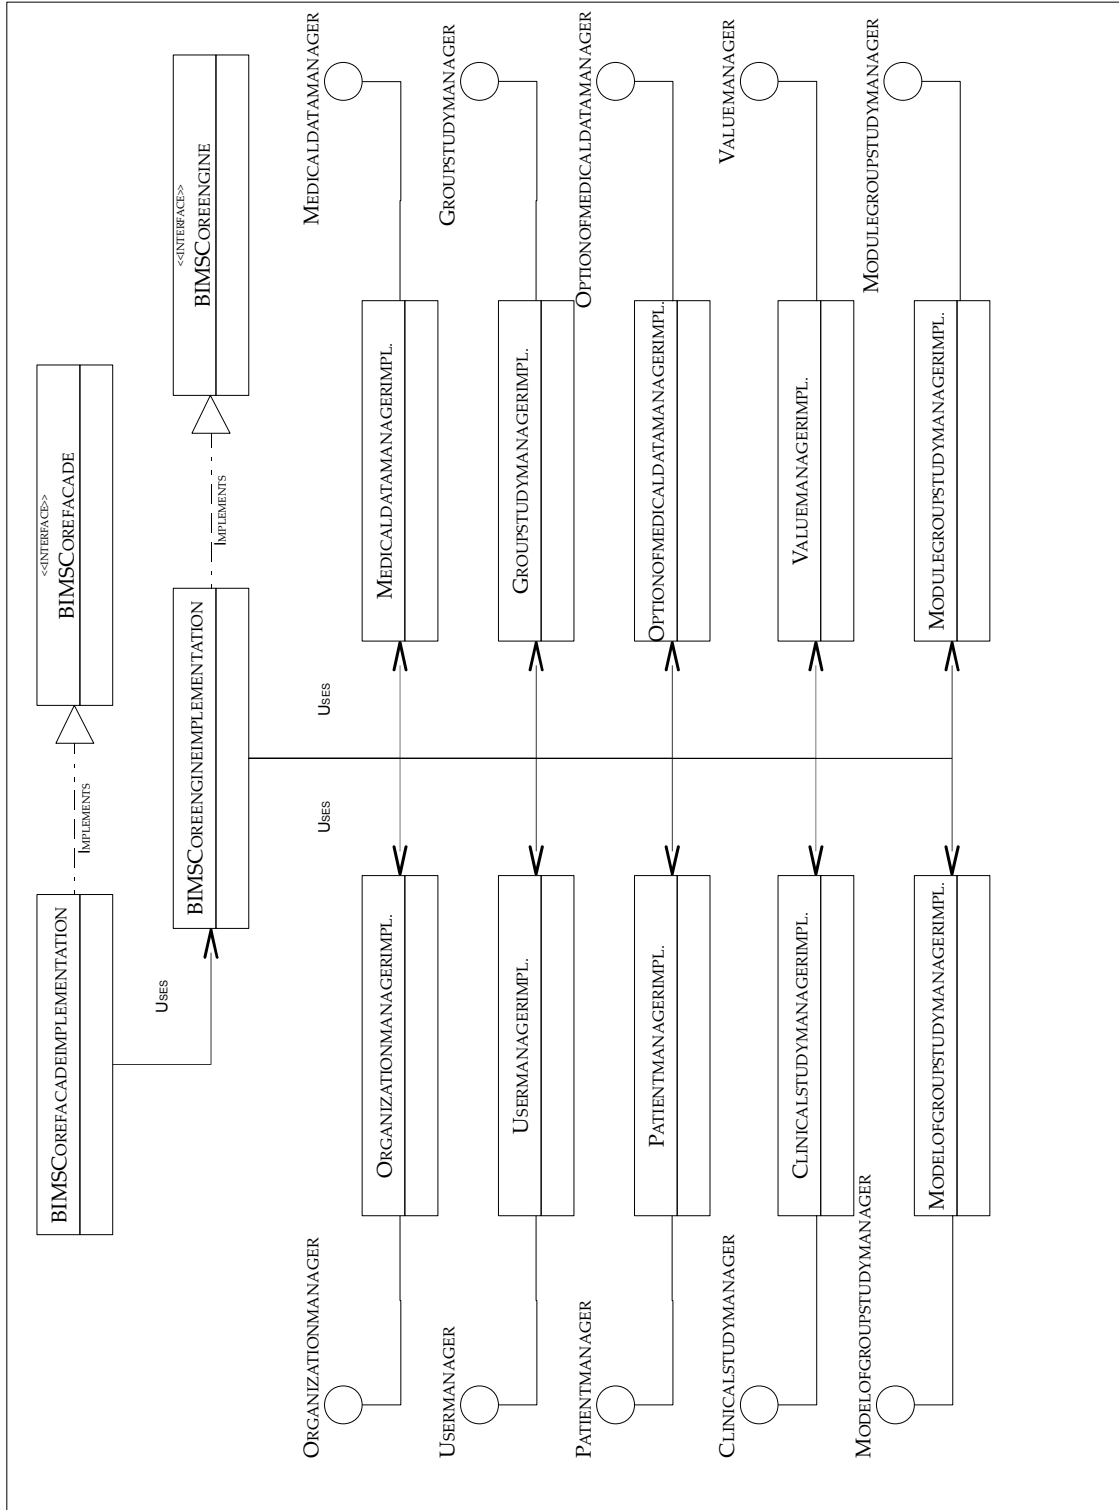 <<INTERFACE>>
BIMSCOREFACADE
BIMSCOREFACADEIMPLEMENTATION
IMPLEMENTS
<<INTERFACE>>
BIMSCOREENGINE
BIMSCOREENGINEIMPLEMENTATION
IMPLEMENTS
USES
USES
USES
ORGANIZATIONMANAGER
ORGANIZATIONMANAGERIMPL.
MEDICALDATAMANAGERIMPL.
MEDICALDATAMANAGER
USERMANAGER
USERMANAGERIMPL.
GROUPSTUDYMANAGERIMPL.
GROUPSTUDYMANAGER
PATIENTMANAGER
PATIENTMANAGERIMPL.
OPTIONOFMEDICALDATAMANAGERIMPL.
OPTIONOFMEDICALDATAMANAGER
CLINICALSTUDYMANAGER
CLINICALSTUDYMANAGERIMPL.
VALUEMANAGERIMPL.
VALUEMANAGER
MODELOFGROUPSTUDYMANAGER
MODELOFGROUPSTUDYMANAGERIMPL.
MODULEGROUPSTUDYMANAGERIMPL.
MODULEGROUPSTUDYMANAGER